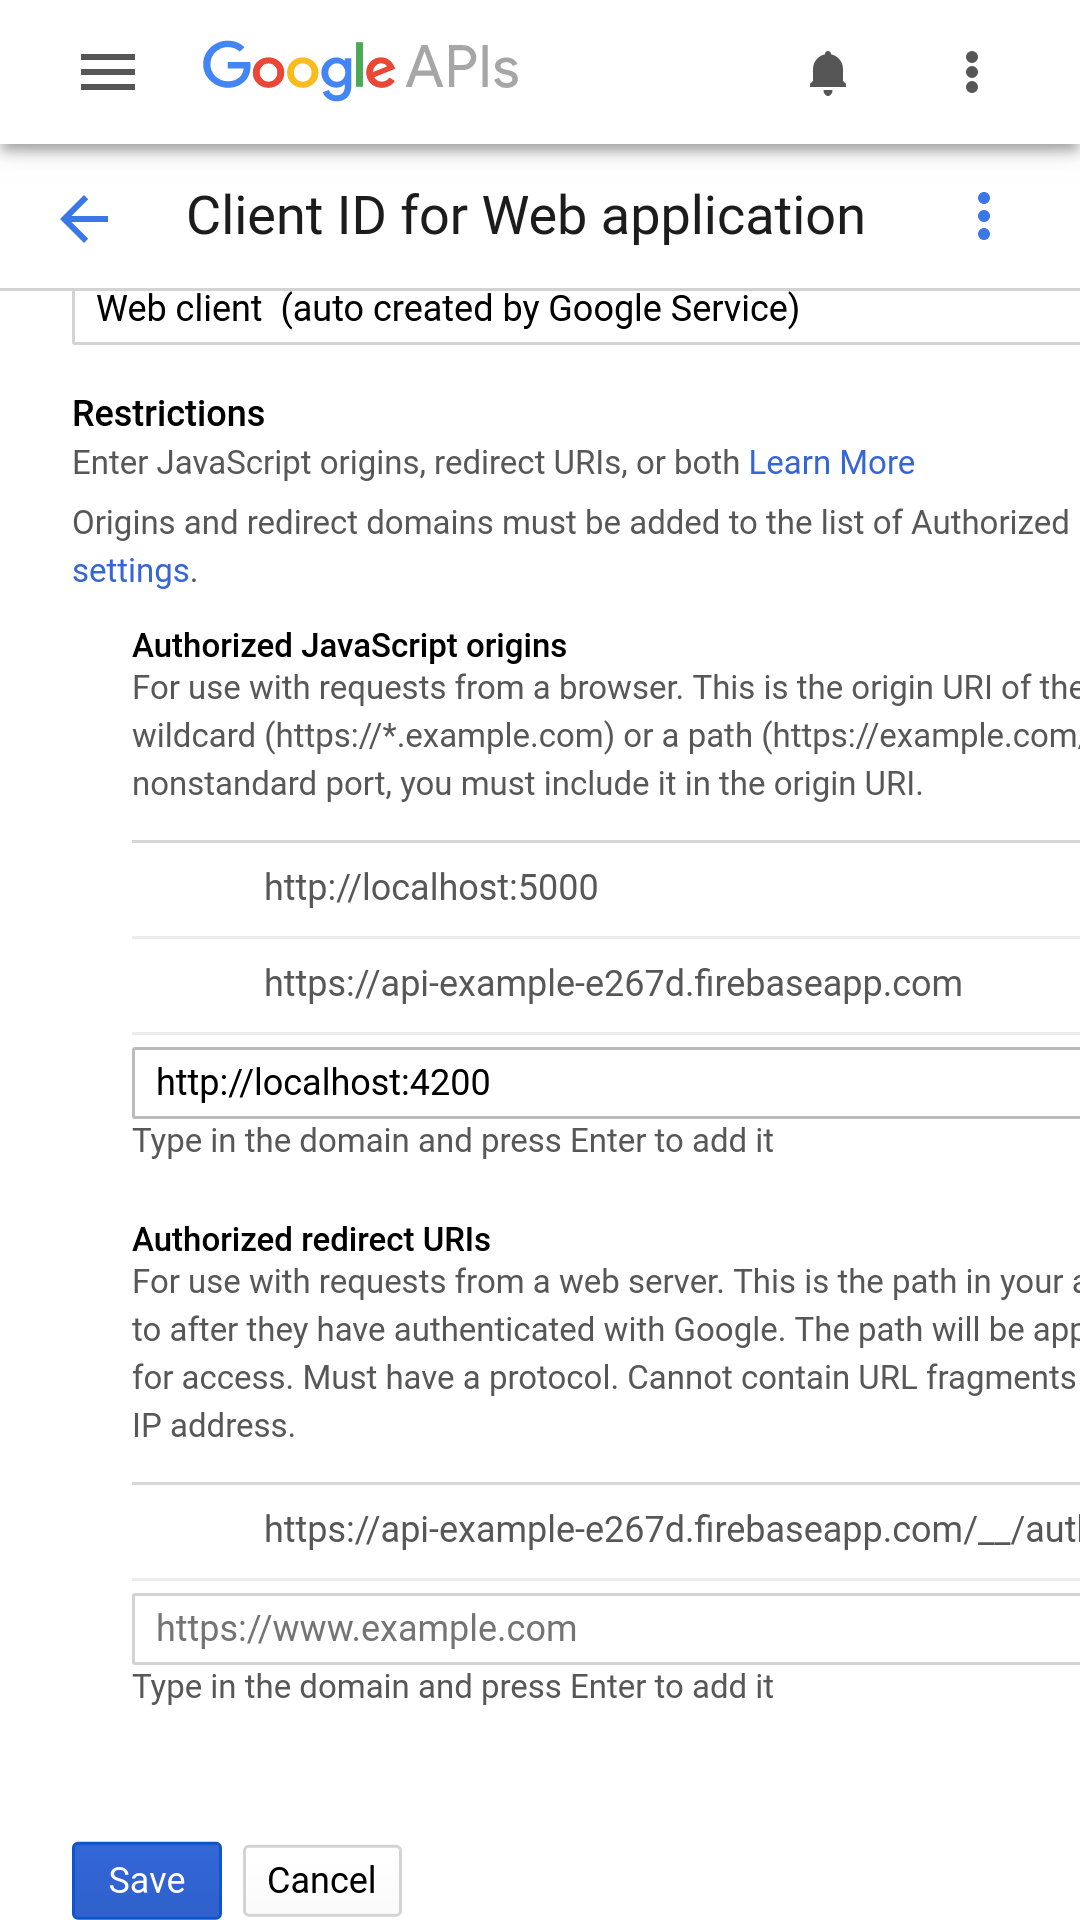 Google APIs
Client ID for Web application
Web client  (auto created by Google Service)
Restrictions
Enter JavaScript origins, redirect URIs, or both Learn More
Origins and redirect domains must be added to the list of Authorized
settings.
Authorized JavaScript origins
For use with requests from a browser. This is the origin URI of the
wildcard (https://*.example.com) or a path (https://example.com/
nonstandard port, you must include it in the origin URI.
http://localhost:5000
https://api-example-e267d.firebaseapp.com
http://localhost:4200
Type in the domain and press Enter to add it
Authorized redirect URIs
For use with requests from a web server. This is the path in your
to after they have authenticated with Google. The path will be
for access. Must have a protocol. Cannot contain URL fragments
IP address.
https://api-example-e267d.firebaseapp.com/__/aut
https://www.example.com
Type in the domain and press Enter to add it
Save
Cancel